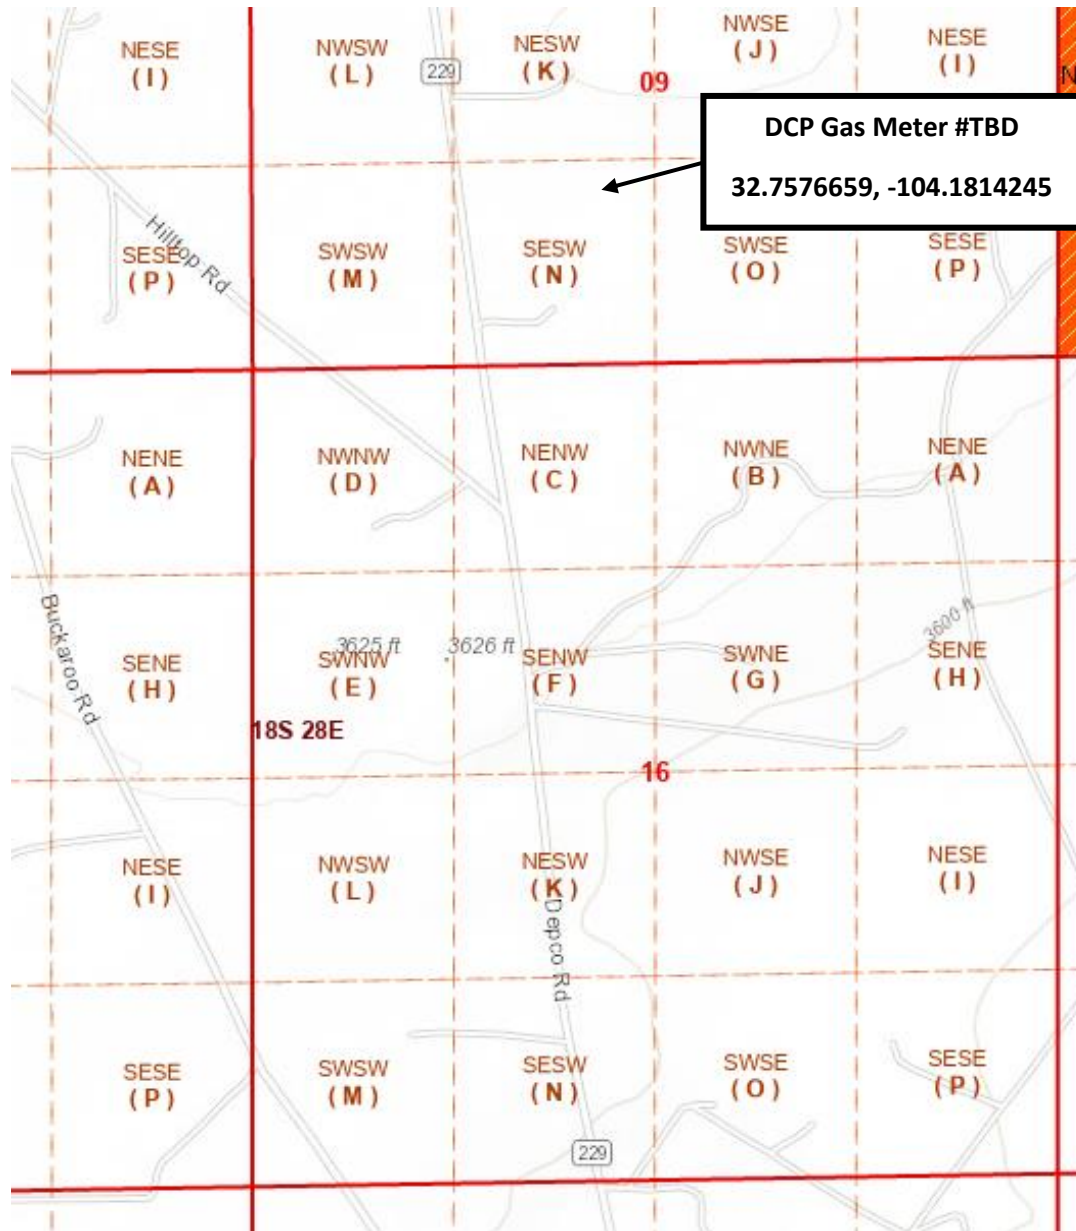 NESE
( I )
NWSW
( L )
229
NESW
( K )
09
NWSE
( J )
NESE
( I )
N
DCP Gas Meter #TBD
32.7576659, -104.1814245
Hilltop Rd
SESE
( P )
SWSW
( M )
SESW
( N )
SWSE
( O )
SESE
( P )
NENE
( A )
NWNW
( D )
NENW
( C )
NWNE
( B )
NENE
( A )
Buckaroo Rd
SENE
( H )
3625 ft
SWNW
( E )
3626 ft
SENW
( F )
SWNE
( G )
3600 ft
SENE
( H )
18S 28E
16
NESE
( I )
NWSW
( L )
NESW
( K )
NWSE
( J )
NESE
( I )
Depco Rd
SESE
( P )
SWSW
( M )
SESW
( N )
SWSE
( O )
SESE
( P )
229